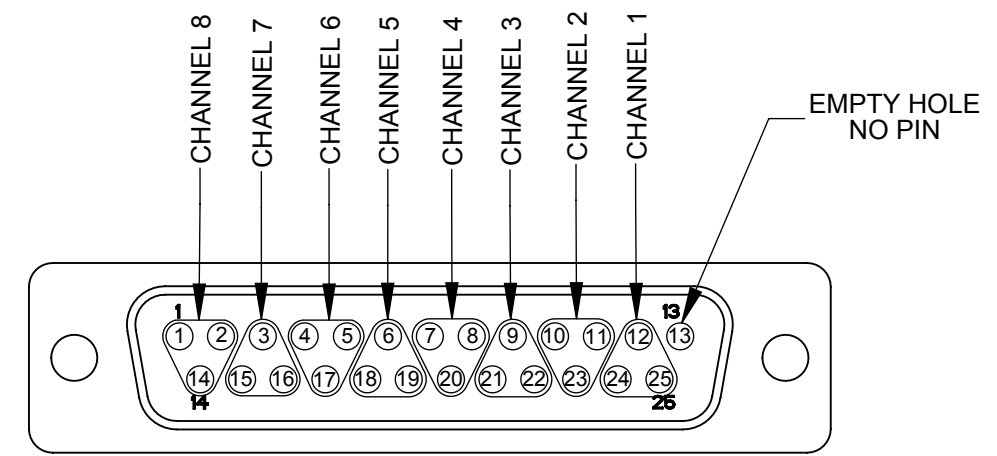 CHANNEL 8
CHANNEL 7
CHANNEL 6
CHANNEL 5
CHANNEL 4
CHANNEL 3
CHANNEL 2
CHANNEL 1
EMPTY HOLE
NO PIN
1 13
1 2 3 4 5 6 7 8 9 10 11 12 13
14 15 16 17 18 19 20 21 22 23 24 25
14 25